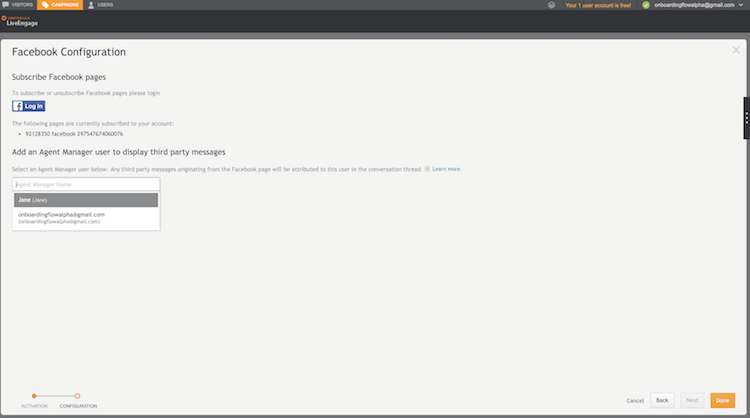 VISITORS
CAMPAIGNS
USERS
Your 1 user account is free!
onboardingflowalpha@gmail.com
LiveEngage
Facebook Configuration
Subscribe Facebook pages
To subscribe or unsubscribe Facebook pages please login
f Log In
The following pages are currently subscribed to your account:
92128350 facebook 297547674060076
Add an Agent Manager user to display third party messages
Select an Agent Manager user below. Any third party messages originating from the Facebook page will be attributed to this user in the conversation thread. Learn more
Agent Manager Name
Jane (Jane)
onboardingflowalpha@gmail.com
(onboardingflowalpha@gmail.com)
ACTIVATION
CONFIGURATION
Cancel
Back
Next
Done